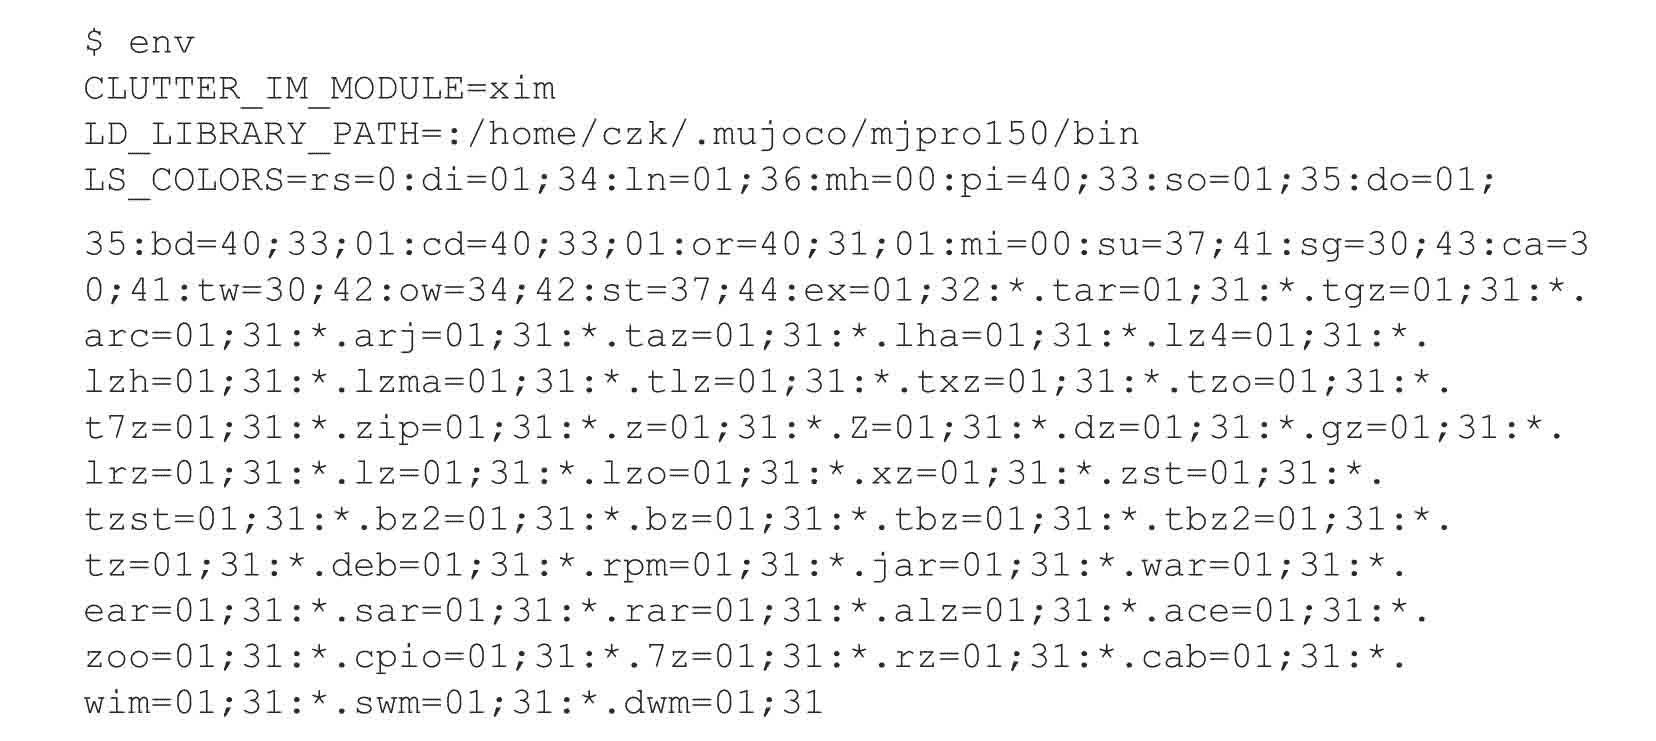 $ env
CLUTTER_IM_MODULE=xim
LD_LIBRARY_PATH=:/home/czk/.mujoco/mjpro150/bin
LS_COLORS=rs=0:di=01;34:ln=01;36:mh=00:pi=40;33:so=01;35:do=01;
35:bd=40;33;01:cd=40;33;01:or=40;31;01:mi=00:su=37;41:sg=30;43:ca=3
0;41:tw=30;42:ow=34;42:st=37;44:ex=01;32:*.tar=01;31:*.tgz=01;31:*.
arc=01;31:*.arj=01;31:*.taz=01;31:*.lha=01;31:*.lz4=01;31:*.
lzh=01;31:*.lzma=01;31:*.tlz=01;31:*.txz=01;31:*.tzo=01;31:*.
t7z=01;31:*.zip=01;31:*.z=01;31:*.Z=01;31:*.dz=01;31:*.gz=01;31:*.
lrz=01;31:*.lz=01;31:*.lzo=01;31:*.xz=01;31:*.zst=01;31:*.
tzst=01;31:*.bz2=01;31:*.bz=01;31:*.tbz=01;31:*.tbz2=01;31:*.
tz=01;31:*.deb=01;31:*.rpm=01;31:*.jar=01;31:*.war=01;31:*.
ear=01;31:*.sar=01;31:*.rar=01;31:*.alz=01;31:*.ace=01;31:*.
zoo=01;31:*.cpio=01;31:*.7z=01;31:*.rz=01;31:*.cab=01;31:*.
wim=01;31:*.swm=01;31:*.dwm=01;31